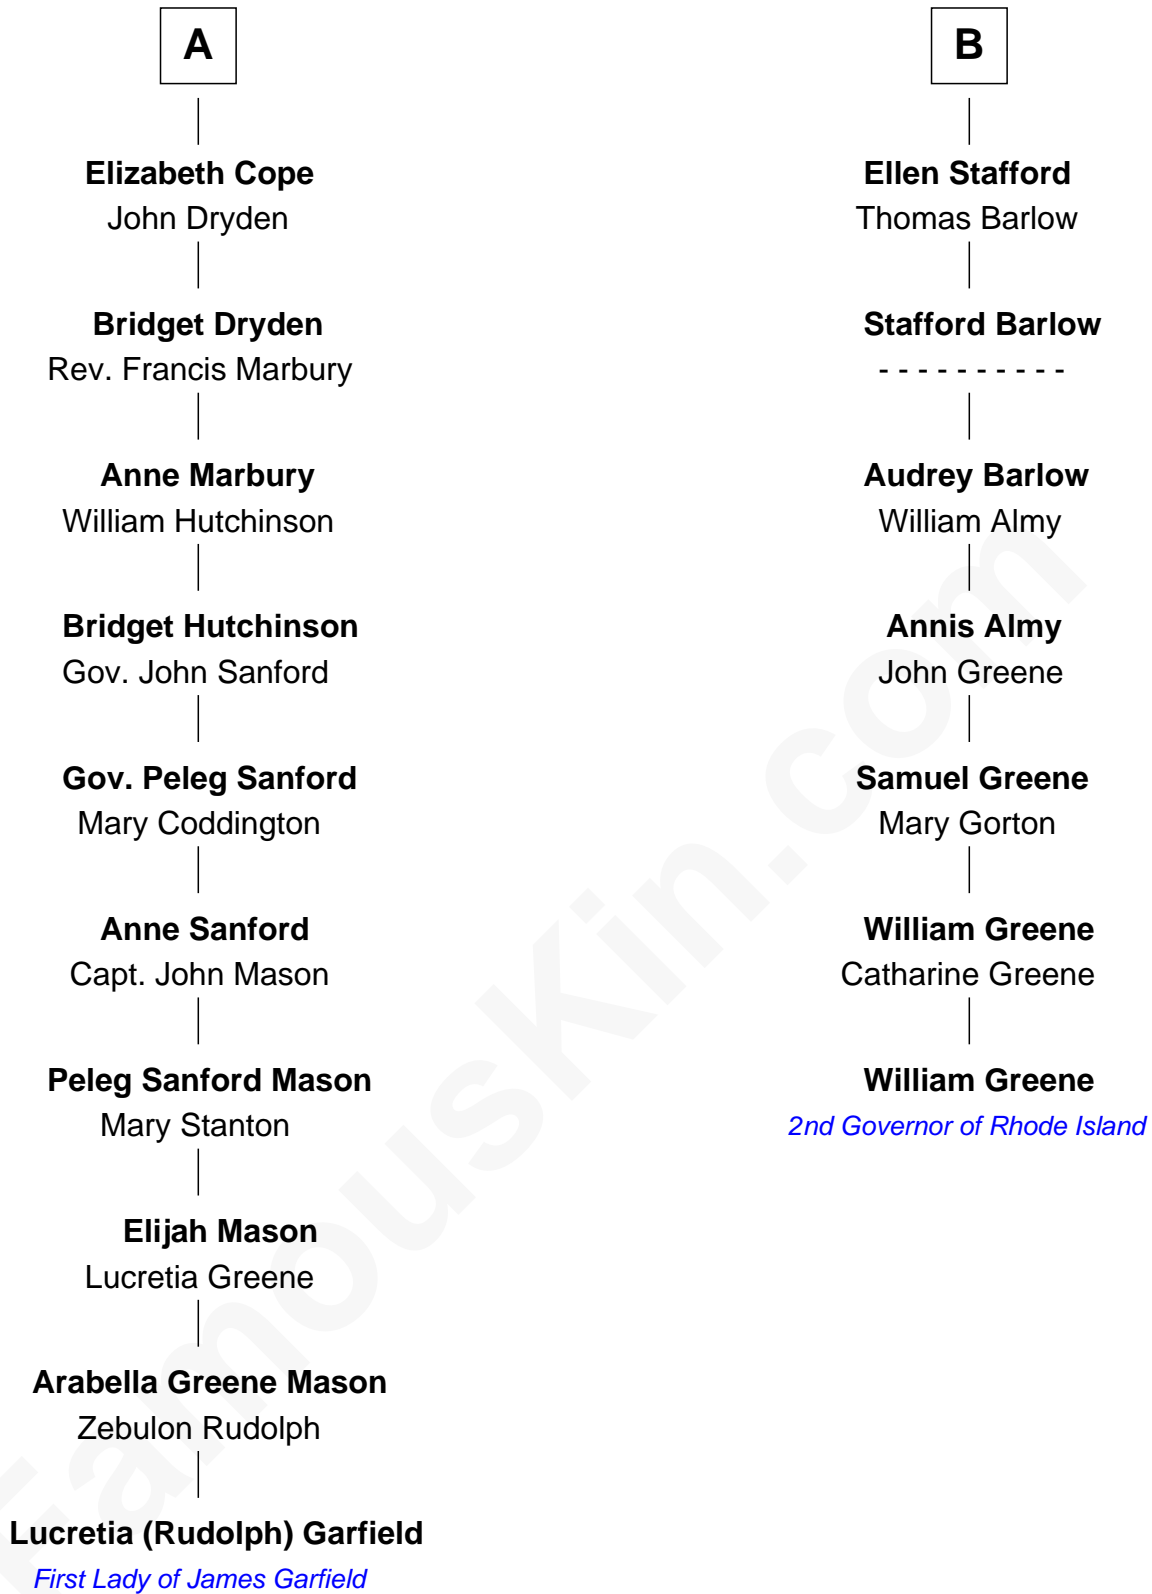 A
Elizabeth Cope
John Dryden
Bridget Dryden
Rev. Francis Marbury
Anne Marbury
William Hutchinson
Bridget Hutchinson
Gov. John Sanford
Gov. Peleg Sanford
Mary Coddington
Anne Sanford
Capt. John Mason
Peleg Sanford Mason
Mary Stanton
Elijah Mason
Lucretia Greene
Arabella Greene Mason
Zebulon Rudolph
Lucretia (Rudolph) Garfield
First Lady of James Garfield
B
Ellen Stafford
Thomas Barlow
Stafford Barlow
- - - - - - - - - -
Audrey Barlow
William Almy
Annis Almy
John Greene
Samuel Greene
Mary Gorton
William Greene
Catharine Greene
William Greene
2nd Governor of Rhode Island
FamousKin.com